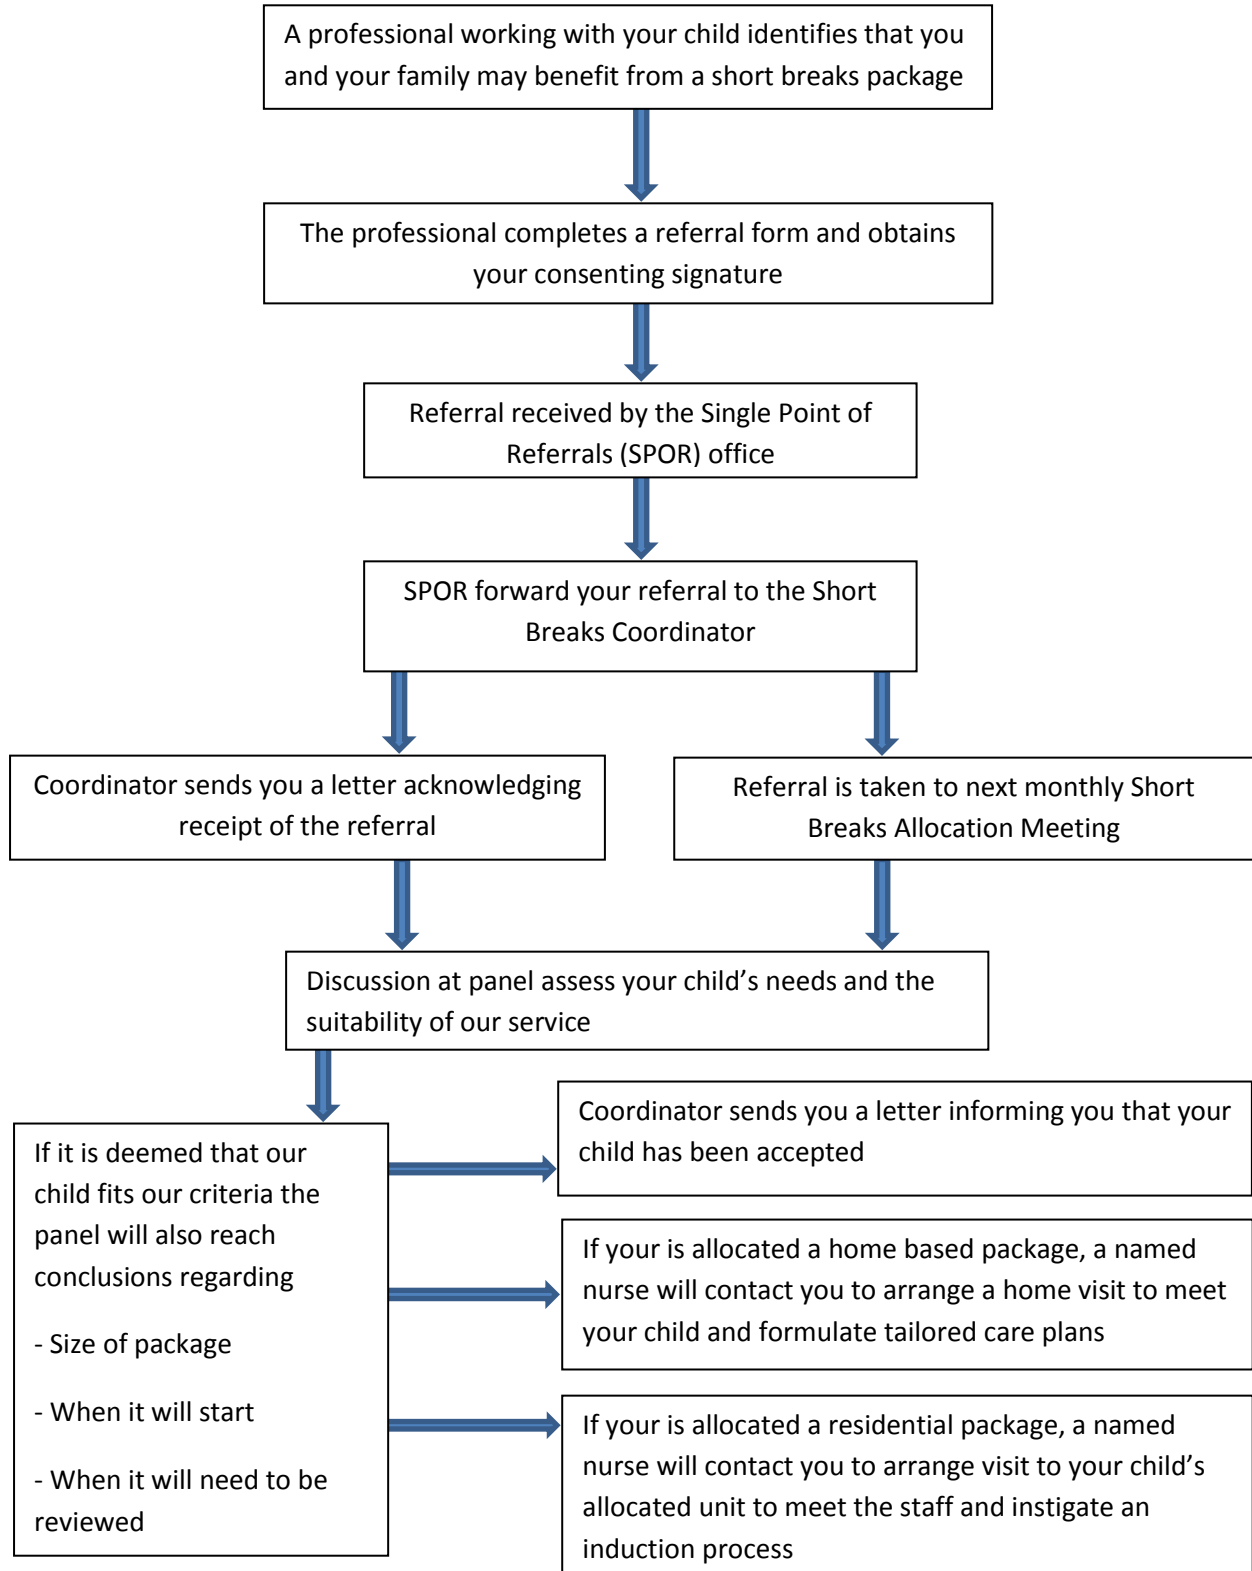 A professional working with your child identifies that you
and your family may benefit from a short breaks package
The professional completes a referral form and obtains
your consenting signature
Referral received by the Single Point of
Referrals (SPOR) office
SPOR forward your referral to the Short
Breaks Coordinator
Coordinator sends you a letter acknowledging
receipt of the referral
Referral is taken to next monthly Short
Breaks Allocation Meeting
Discussion at panel assess your child’s needs and the
suitability of our service
If it is deemed that our
child fits our criteria the
panel will also reach
conclusions regarding
- Size of package
- When it will start
- When it will need to be
reviewed
Coordinator sends you a letter informing you that your
child has been accepted
If your is allocated a home based package, a named
nurse will contact you to arrange a home visit to meet
your child and formulate tailored care plans
If your is allocated a residential package, a named
nurse will contact you to arrange visit to your child’s
allocated unit to meet the staff and instigate an
induction process